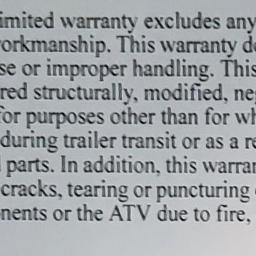 imited warranty excludes any
orkmanship. This warranty d
se or improper handling. This
red structurally, modified, ne
for purposes other than for wh
during trailer transit or as a re
parts. In addition, this warran
cracks, tearing or puncturing
nents or the ATV due to fire,